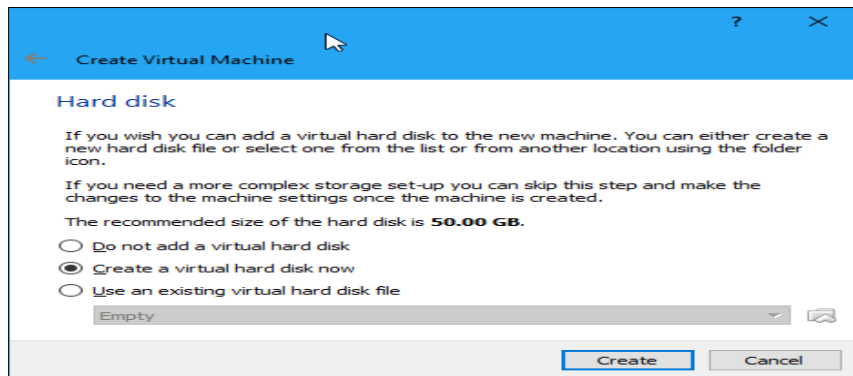 ?
Create Virtual Machine
Hard disk
If you wish you can add a virtual hard disk to the new machine. You can either create a
new hard disk file or select one from the list or from another location using the folder
icon.
If you need a more complex storage set-up you can skip this step and make the
changes to the machine settings once the machine is created.
The recommended size of the hard disk is 50.00 GB.
Do not add a virtual hard disk
Create a virtual hard disk now
Use an existing virtual hard disk file
Empty
Create Cancel